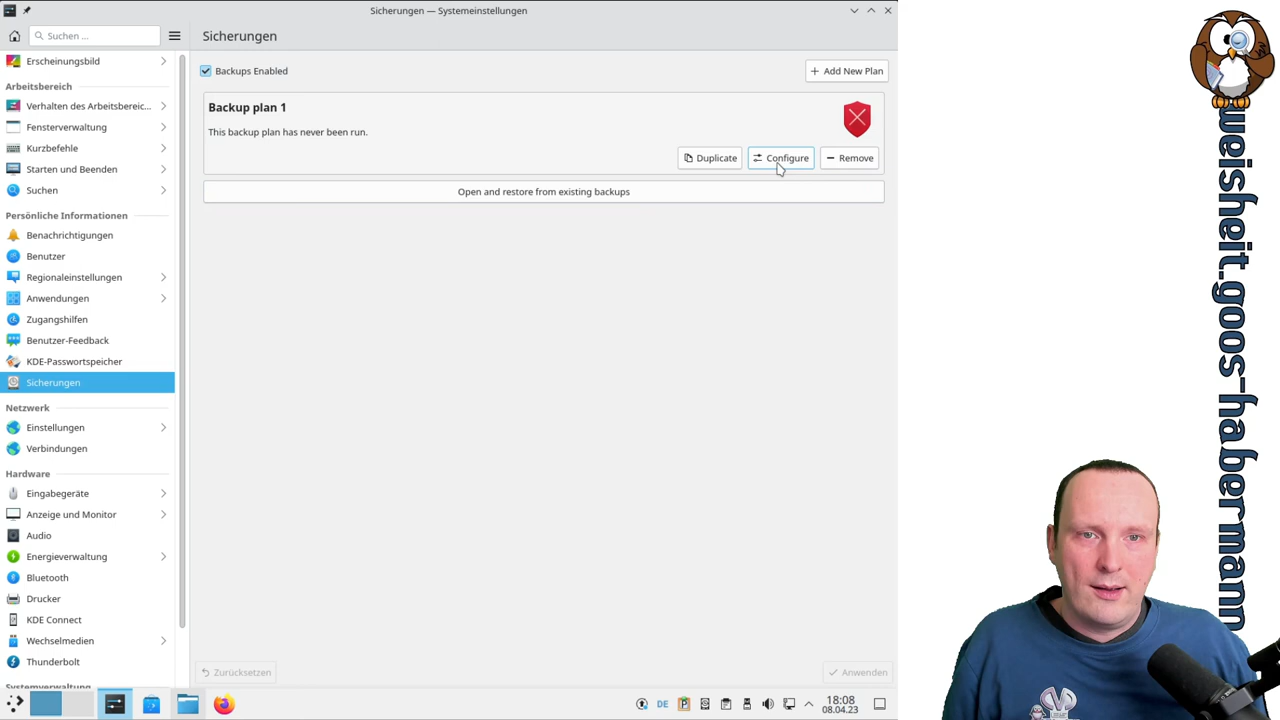 Sicherungen — Systemeinstellungen
Suchen ...
Sicherungen
Erscheinungsbild
Arbeitsbereich
Verhalten des Arbeitsbereic...
Fensterverwaltung
Kurzbefehle
Starten und Beenden
Suchen
Persönliche Informationen
Benachrichtigungen
Benutzer
Regionaleinstellungen
Anwendungen
Zugangshilfen
Benutzer-Feedback
KDE-Passwortspeicher
Sicherungen
Netzwerk
Einstellungen
Verbindungen
Hardware
Eingabegeräte
Anzeige und Monitor
Audio
Energieverwaltung
Bluetooth
Drucker
KDE Connect
Wechselmedien
Thunderbolt
Systemverwaltung
Backups Enabled
Add New Plan
Backup plan 1
This backup plan has never been run.
Duplicate
Configure
Remove
Open and restore from existing backups
Zurücksetzen
Anwenden
DE
18:08
08.04.23
weisheit.goos-habermann